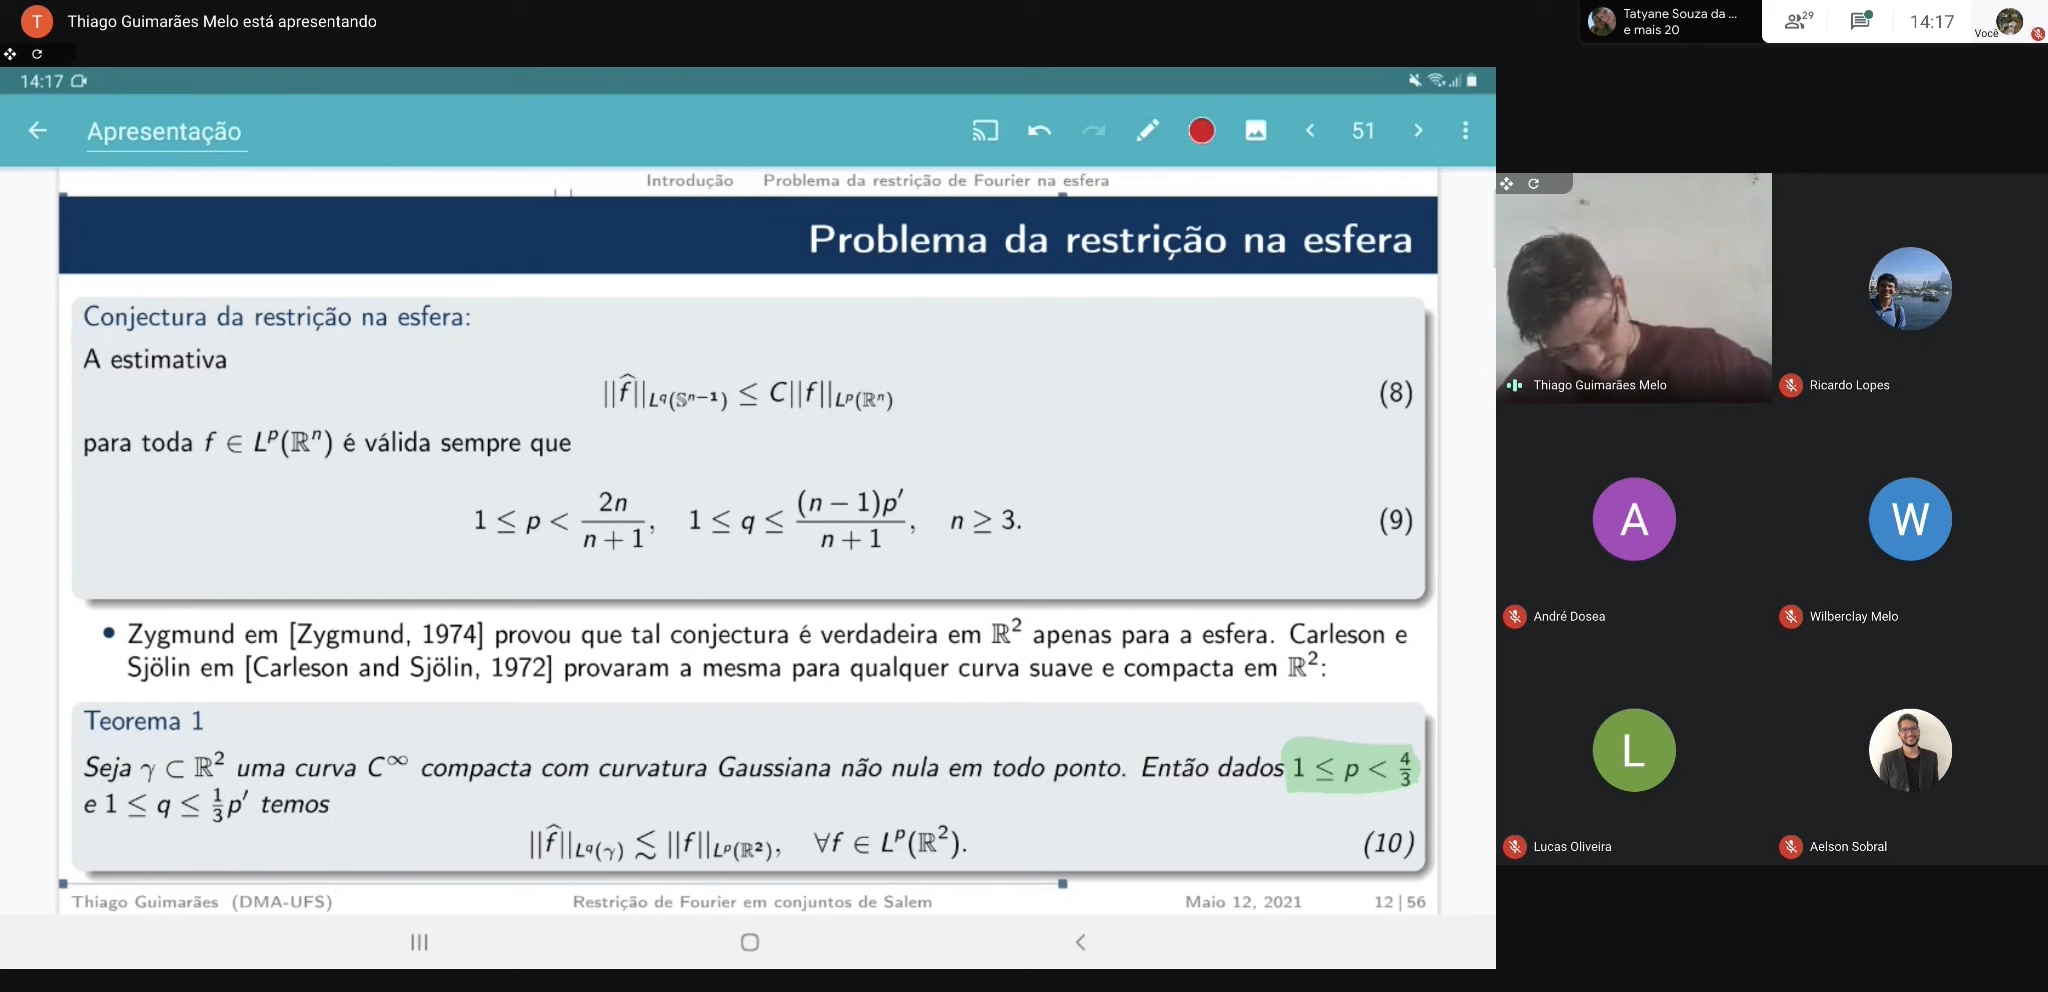 T Thiago Guimarães Melo está apresentando
Tatyane Souza da ...
e mais 20
29
14:17
Você
14:17
Apresentação
51
Introdução Problema da restrição de Fourier na esfera
Problema da restrição na esfera
Conjectura da restrição na esfera:
A estimativa
||f̂||_{L^q(𝕊^{n−1})} ≤ C||f||_{L^p(ℝ^n)} (8)
para toda f ∈ L^p(ℝ^n) é válida sempre que
1 ≤ p < 2n/(n + 1), 1 ≤ q ≤ (n − 1)p′/(n + 1), n ≥ 3. (9)
• Zygmund em [Zygmund, 1974] provou que tal conjectura é verdadeira em ℝ² apenas para a esfera. Carleson e
Sjölin em [Carleson and Sjölin, 1972] provaram a mesma para qualquer curva suave e compacta em ℝ²:
Teorema 1
Seja γ ⊂ ℝ² uma curva C^∞ compacta com curvatura Gaussiana não nula em todo ponto. Então dados 1 ≤ p < 4/3
e 1 ≤ q ≤ 1/3 p′ temos
||f̂||_{L^q(γ)} ≲ ||f||_{L^p(ℝ²)}, ∀f ∈ L^p(ℝ²). (10)
Thiago Guimarães (DMA-UFS) Restrição de Fourier em conjuntos de Salem Maio 12, 2021 12 | 56
Thiago Guimarães Melo
Ricardo Lopes
A
W
André Dosea
Wilberclay Melo
L
Lucas Oliveira
Aelson Sobral